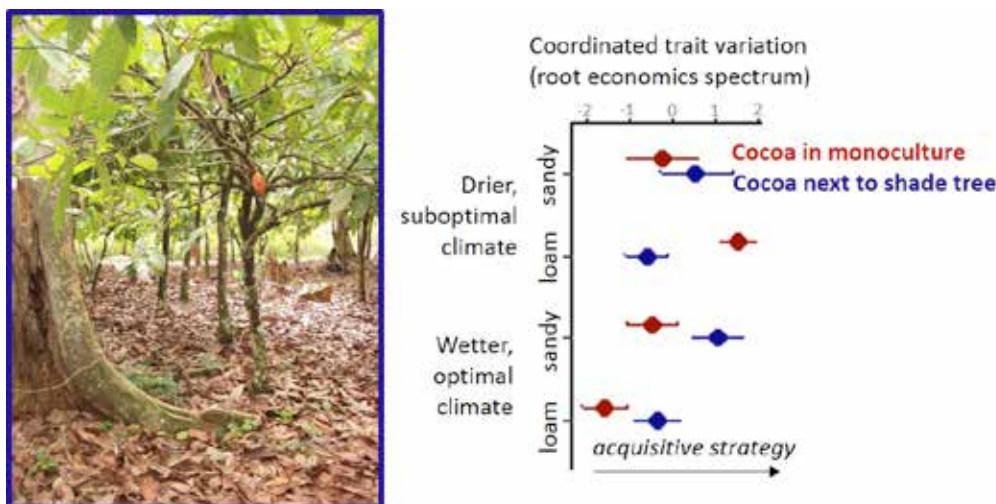 Coordinated trait variation
(root economics spectrum)
-2 -1 0 1 2
Cocoa in monoculture
Cocoa next to shade tree
Drier,
suboptimal
climate
sandy
loam
Wetter,
optimal
climate
sandy
loam
acquisitive strategy